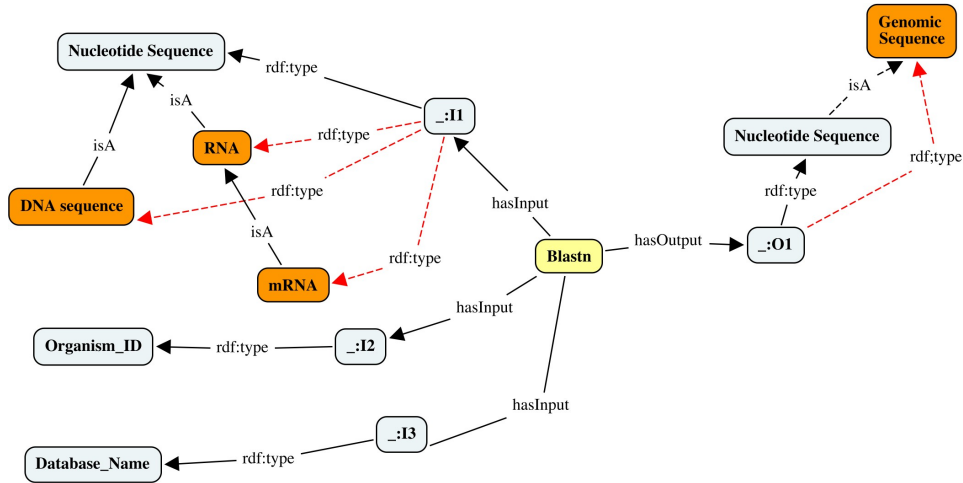 Genomic
Sequence
Nucleotide Sequence
rdf:type
isA
isA
_:I1
rdf;type
Nucleotide Sequence
isA
RNA
rdf;type
DNA sequence
rdf:type
rdf:type
hasInput
isA
hasOutput
_:O1
rdf:type
Blastn
mRNA
hasInput
Organism_ID
rdf:type
_:I2
hasInput
_:I3
Database_Name
rdf:type